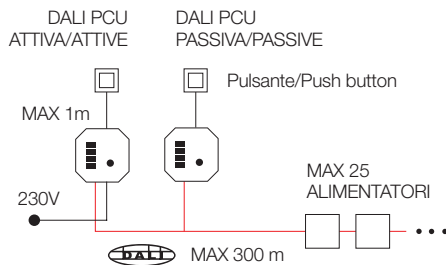 DALI PCU
ATTIVA/ATTIVE
DALI PCU
PASSIVA/PASSIVE
Pulsante/Push button
MAX 1m
MAX 25
ALIMENTATORI
230V
DALI
MAX 300 m